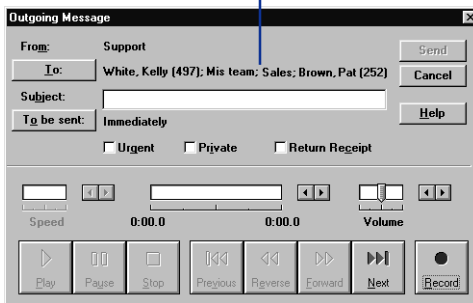 Outgoing Message
From: Support Send
To: White, Kelly (497); Mis team; Sales; Brown, Pat (252) Cancel
Subject:
To be sent: Immediately Help
Urgent Private Return Receipt
Speed 0:00.0 0:00.0 Volume
Play Pause Stop Previous Reverse Forward Next Record